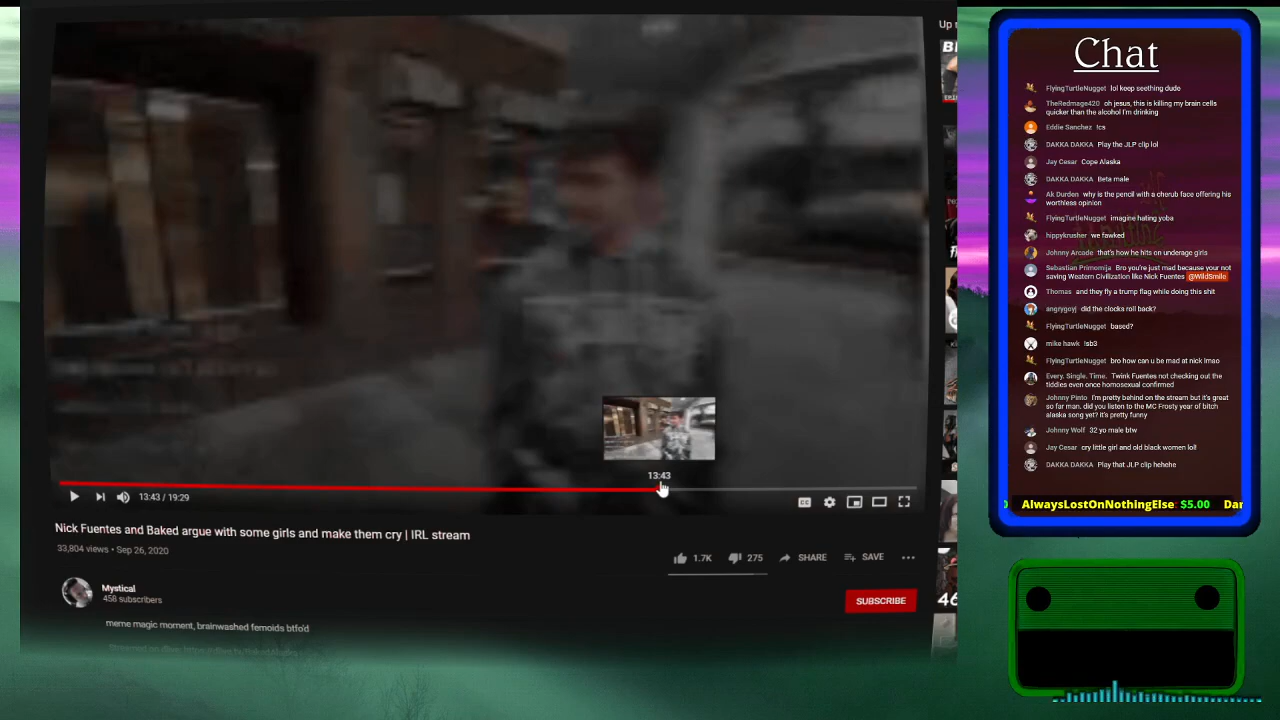 Up
13:43
13:43 / 19:29
Nick Fuentes and Baked argue with some girls and make them cry | IRL stream
33,804 views • Sep 26, 2020
1.7K
275
SHARE
SAVE
Mystical
458 subscribers
SUBSCRIBE
meme magic moment, brainwashed femoids btfo'd
46
Chat
FlyingTurtleNugget lol keep seething dude
TheRedmage420 oh jesus, this is killing my brain cells
quicker than the alcohol I'm drinking
Eddie Sanchez !cs
DAKKA DAKKA Play the JLP clip lol
Jay Cesar Cope Alaska
DAKKA DAKKA Beta male
Ak Durden why is the pencil with a cherub face offering his
worthless opinion
FlyingTurtleNugget imagine hating yoba
hippykrusher we fawked
Johnny Arcade that's how he hits on underage girls
Sebastian Primomija Bro you're just mad because your not
saving Weatern Civilization like Nick Fuentes @WildSmile
Thomas and they fly a trump flag while doing this shit
angrygcyj did the clocks roll back?
FlyingTurtleNugget based?
mike hawk !sb3
FlyingTurtleNugget bro how can u be mad at nick lmao
Every. Single. Time. Twink Fuentes not checking out the
tiddies even once homosexual confirmed
Johnny Pinto I'm pretty behind on the stream but it's great
so far man. did you listen to the MC Frosty year of bitch
alaska song yet? it's pretty funny
Johnny Wolf 32 yo male btw
Jay Cesar cry little girl and old black women lol!
DAKKA DAKKA Play that JLP clip hehehe
AlwaysLostOnNothingElse: $5.00 Dar